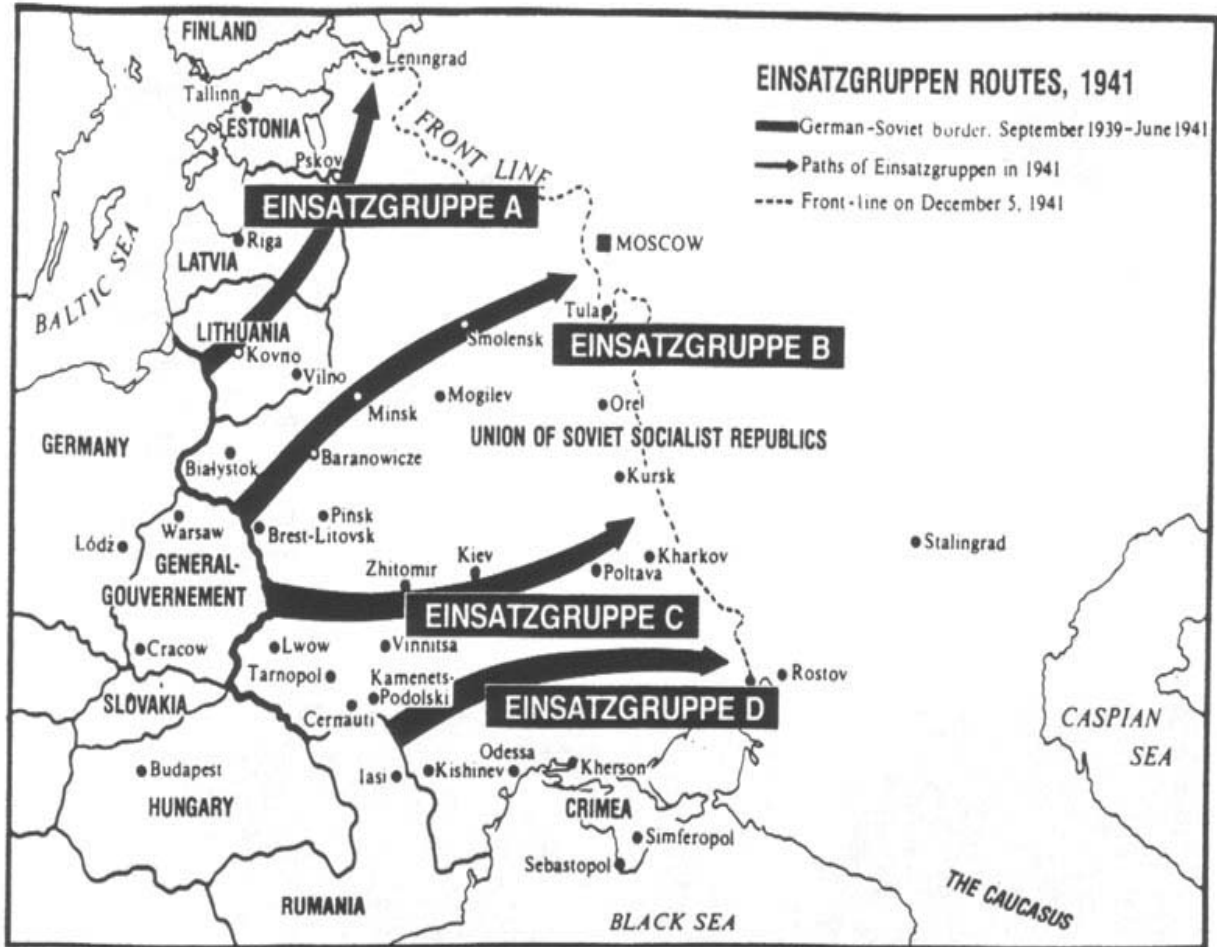 FINLAND
Leningrad
EINSATZGRUPPEN ROUTES, 1941
German-Soviet border, September 1939-June 1941
Paths of Einsatzgruppen in 1941
Front-line on December 5, 1941
Tallinn
ESTONIA
FRONT LINE
Pskov
EINSATZGRUPPE A
BALTIC SEA
Riga
LATVIA
MOSCOW
LITHUANIA
Tula
Smolensk
EINSATZGRUPPE B
Kovno
Vilno
Minsk
Mogilev
Orel
GERMANY
UNION OF SOVIET SOCIALIST REPUBLICS
Białystok
Baranowicze
Kursk
Warsaw
Brest-Litovsk
Pinsk
Łódź
Stalingrad
GENERAL-
GOUVERNEMENT
Zhitomir
Kiev
Poltava
Kharkov
EINSATZGRUPPE C
Cracow
Lwow
Vinnitsa
Tarnopol
Kamenets-
Podolski
Rostov
SLOVAKIA
Cernauti
EINSATZGRUPPE D
CASPIAN
SEA
Budapest
HUNGARY
Iasi
Kishinev
Odessa
Kherson
CRIMEA
Simferopol
Sebastopol
RUMANIA
BLACK SEA
THE CAUCASUS